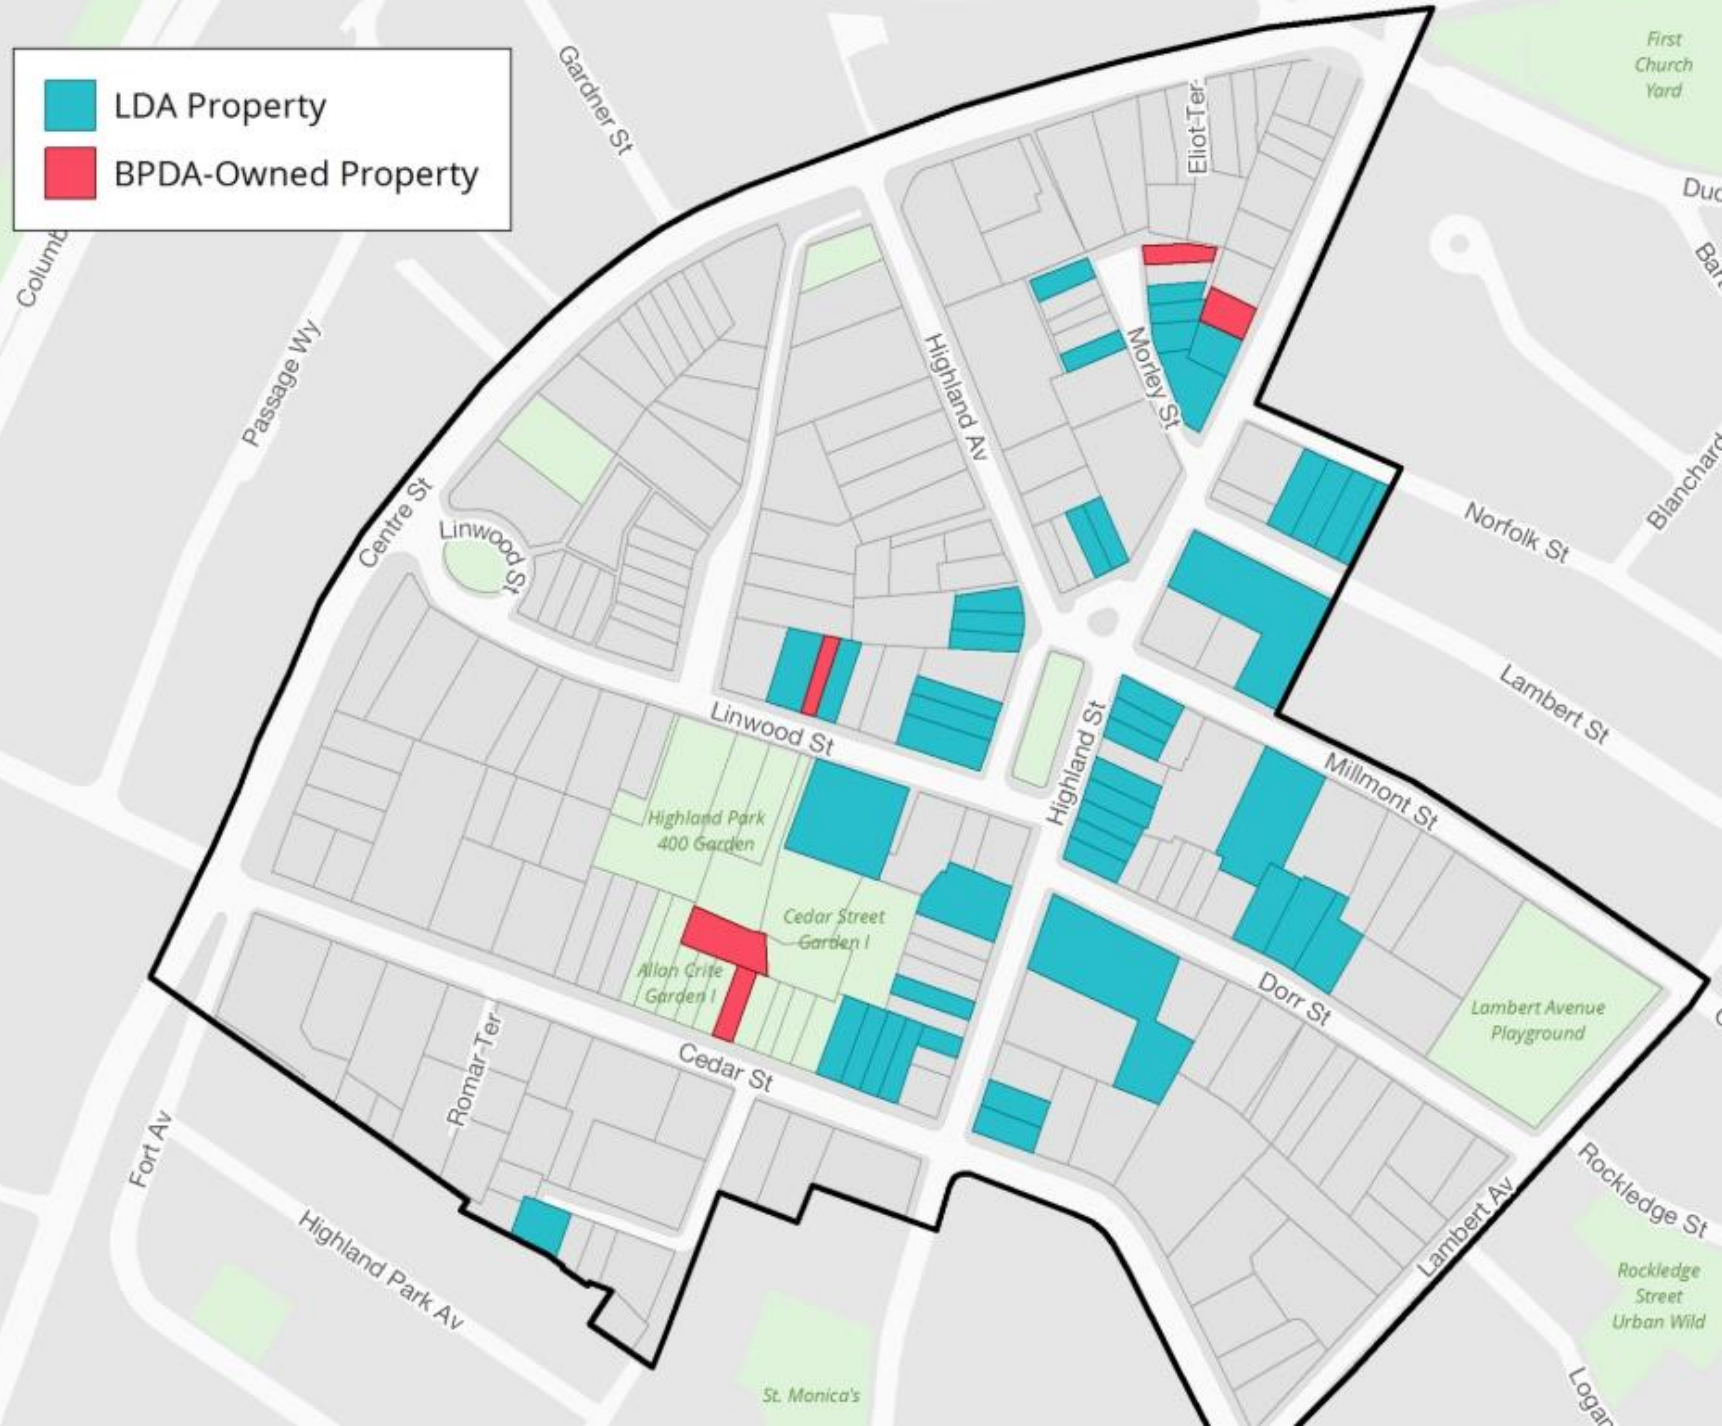 LDA Property
BPDA-Owned Property
Gardner St
Eliot Ter
First
Church
Yard
Passage Wy
Highland Av
Morley St
Centre St
Linwood St
Norfolk St
Blanchard
Lambert St
Linwood St
Highland St
Millmont St
Highland Park
400 Garden
Cedar Street
Garden I
Allan Crite
Garden I
Dorr St
Lambert Avenue
Playground
Cedar St
Romar Ter
Fort Av
Highland Park Av
Lambert Av
Rockledge St
Rockledge
Street
Urban Wild
St. Monica's
Logan